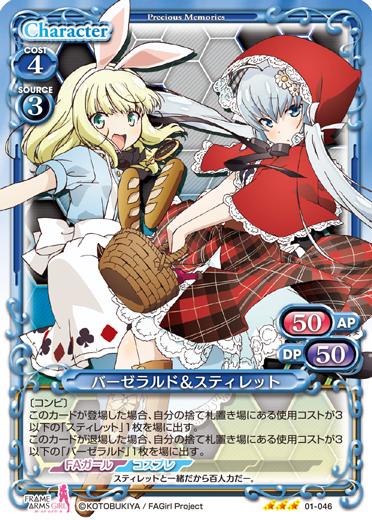 Precious Memories
Character
COST
4
SOURCE
3
50 AP
DP 50
バーゼラルド&スティレット
［コンビ］
このカードが登場した場合、自分の捨て札置き場にある使用コストが3
以下の「スティレット」1枚を場に出す。
このカードが退場した場合、自分の捨て札置き場にある使用コストが3
以下の「バーゼラルド」1枚を場に出す。
FAガール コスプレ
スティレットと一緒だから百人力だー。
FRAME
ARMS GIRL
©KOTOBUKIYA / FAGirl Project
★★★ 01-046